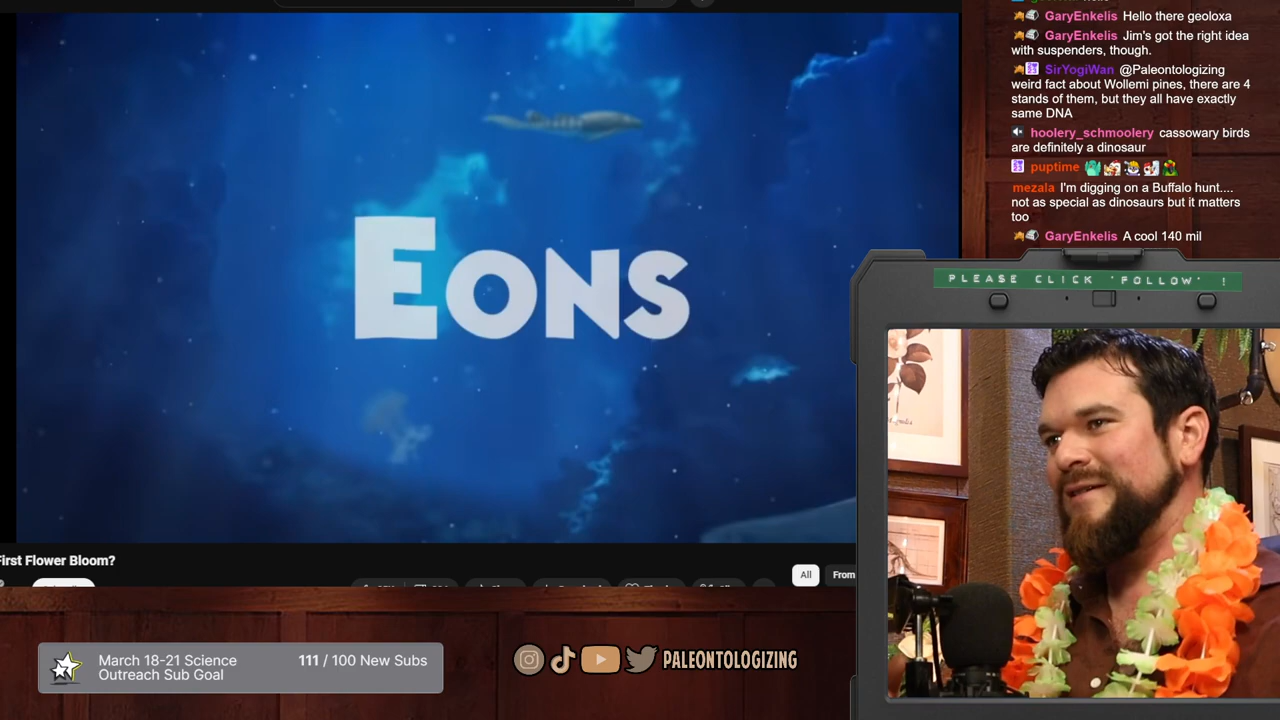 GaryEnkelis Hello there geoloxa
GaryEnkelis Jim's got the right idea
with suspenders, though.
SirYogiWan @Paleontologizing
weird fact about Wollemi pines, there are 4
stands of them, but they all have exactly
same DNA
hoolery_schmoolery cassowary birds
are definitely a dinosaur
puptime
mezala I'm digging on a Buffalo hunt....
not as special as dinosaurs but it matters
too
GaryEnkelis A cool 140 mil
EONS
PLEASE CLICK 'FOLLOW' !
First Flower Bloom?
All
From
March 18-21 Science
Outreach Sub Goal
111 / 100 New Subs
PALEONTOLOGIZING